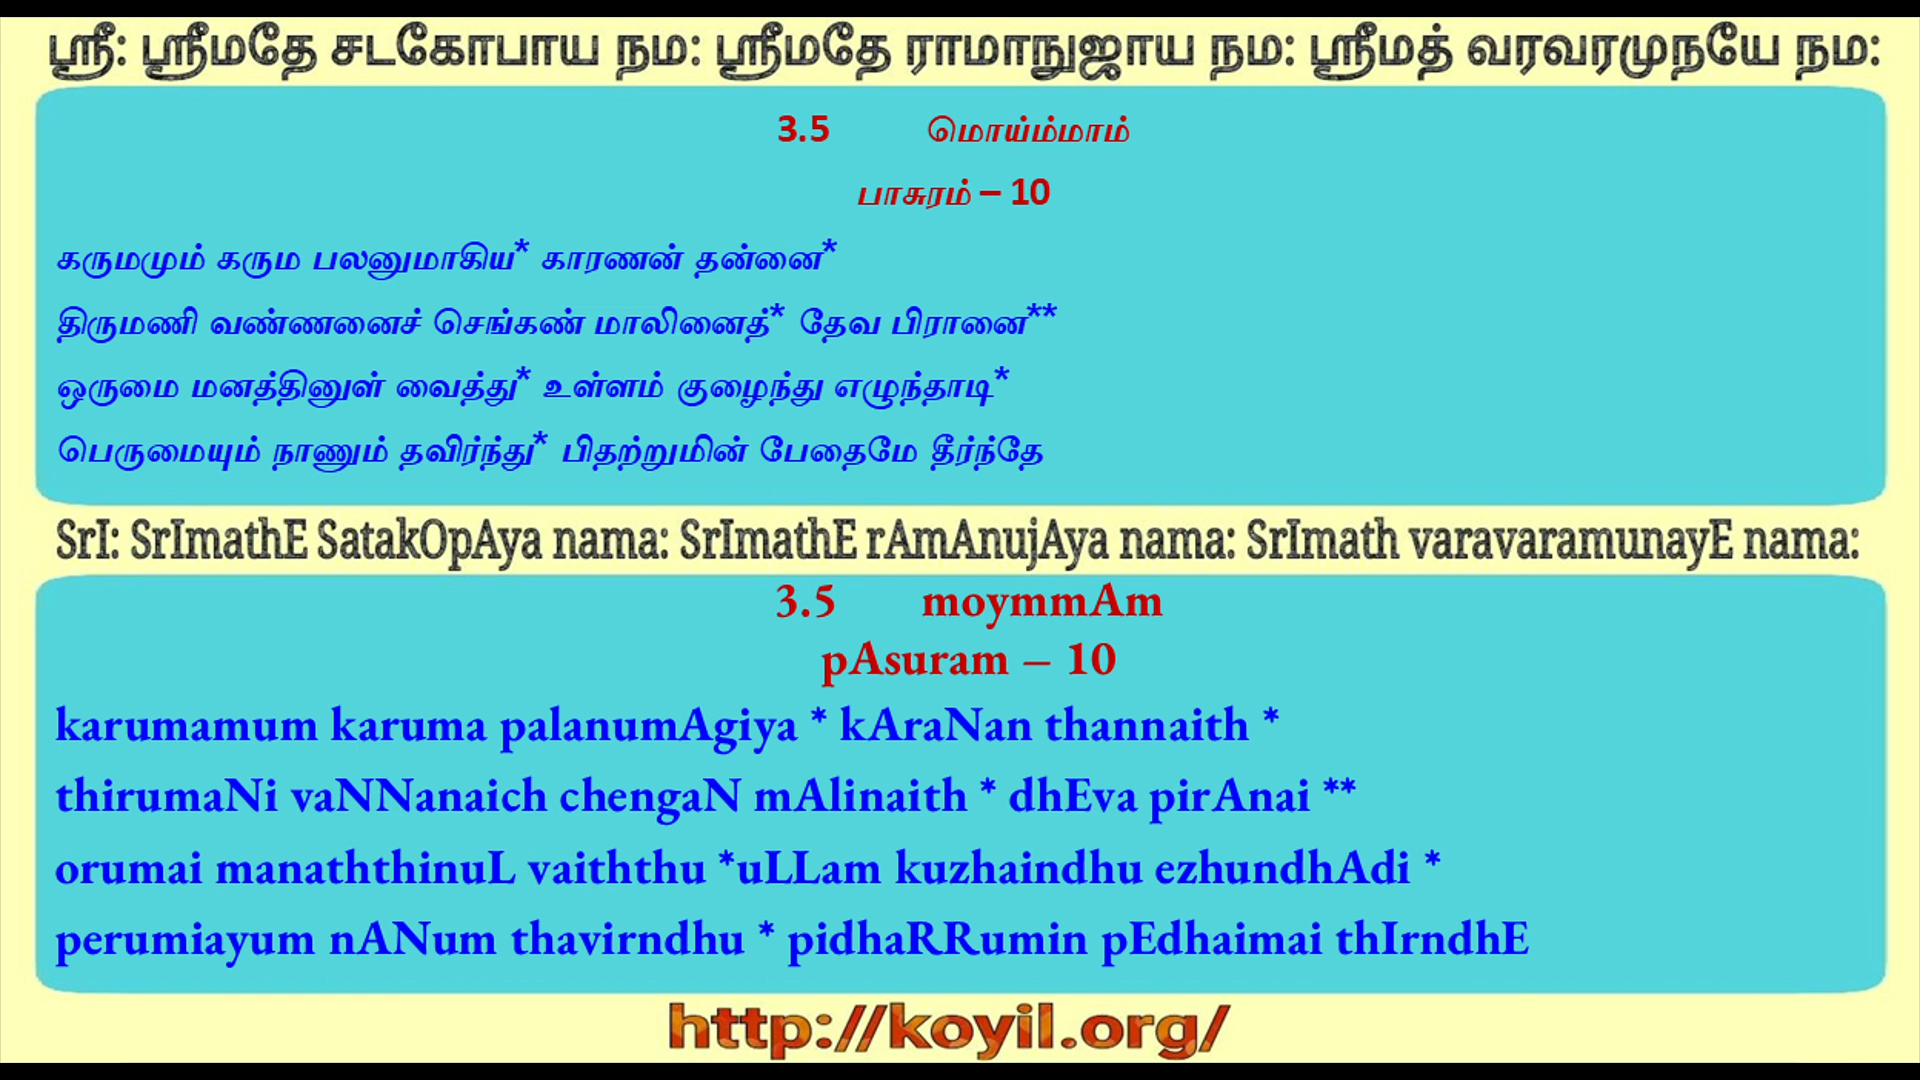 ஸ்ரீ: ஸ்ரீமதே சடகோபாய நம: ஸ்ரீமதே ராமாநுஜாய நம: ஸ்ரீமத் வரவரமுநயே நம:
3.5 மொய்ம்மாம்
பாசுரம் – 10
கருமமும் கரும பலனுமாகிய* காரணன் தன்னை*
திருமணி வண்ணனைச் செங்கண் மாலினைத்* தேவ பிரானை**
ஒருமை மனத்தினுள் வைத்து* உள்ளம் குழைந்து எழுந்தாடி*
பெருமையும் நாணும் தவிர்ந்து* பிதற்றுமின் பேதைமே தீர்ந்தே
SrI: SrImathE SatakOpAya nama: SrImathE rAmAnujAya nama: SrImath varavaramunayE nama:
3.5 moymmAm
pAsuram – 10
karumamum karuma palanumAgiya * kAraNan thannaith *
thirumaNi vaNNanaich chengaN mAlinaith * dhEva pirAnai **
orumai manaththinuL vaiththu *uLLam kuzhaindhu ezhundhAdi *
perumiayum nANum thavirndhu * pidhaRRumin pEdhaimai thIrndhE
http://koyil.org/